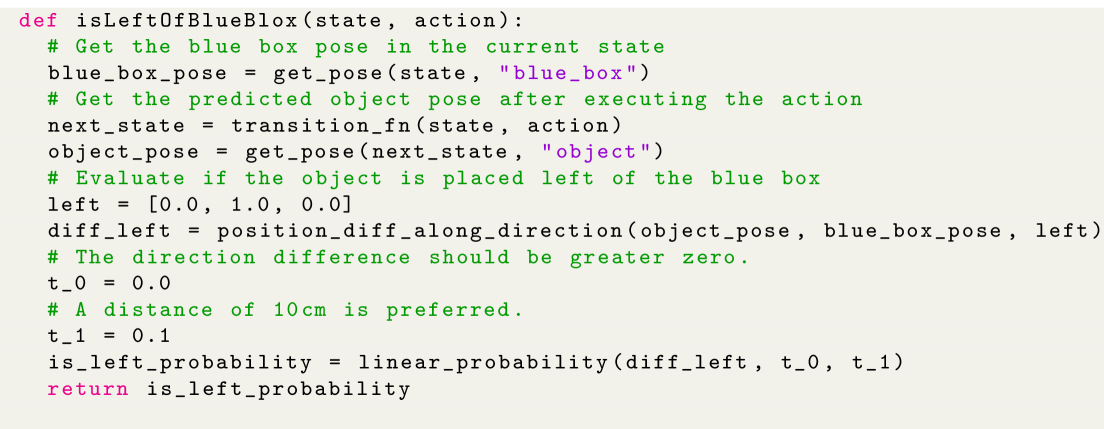 def isLeftOfBlueBlox(state, action):
  # Get the blue box pose in the current state
  blue_box_pose = get_pose(state, "blue_box")
  # Get the predicted object pose after executing the action
  next_state = transition_fn(state, action)
  object_pose = get_pose(next_state, "object")
  # Evaluate if the object is placed left of the blue box
  left = [0.0, 1.0, 0.0]
  diff_left = position_diff_along_direction(object_pose, blue_box_pose, left)
  # The direction difference should be greater zero.
  t_0 = 0.0
  # A distance of 10cm is preferred.
  t_1 = 0.1
  is_left_probability = linear_probability(diff_left, t_0, t_1)
  return is_left_probability